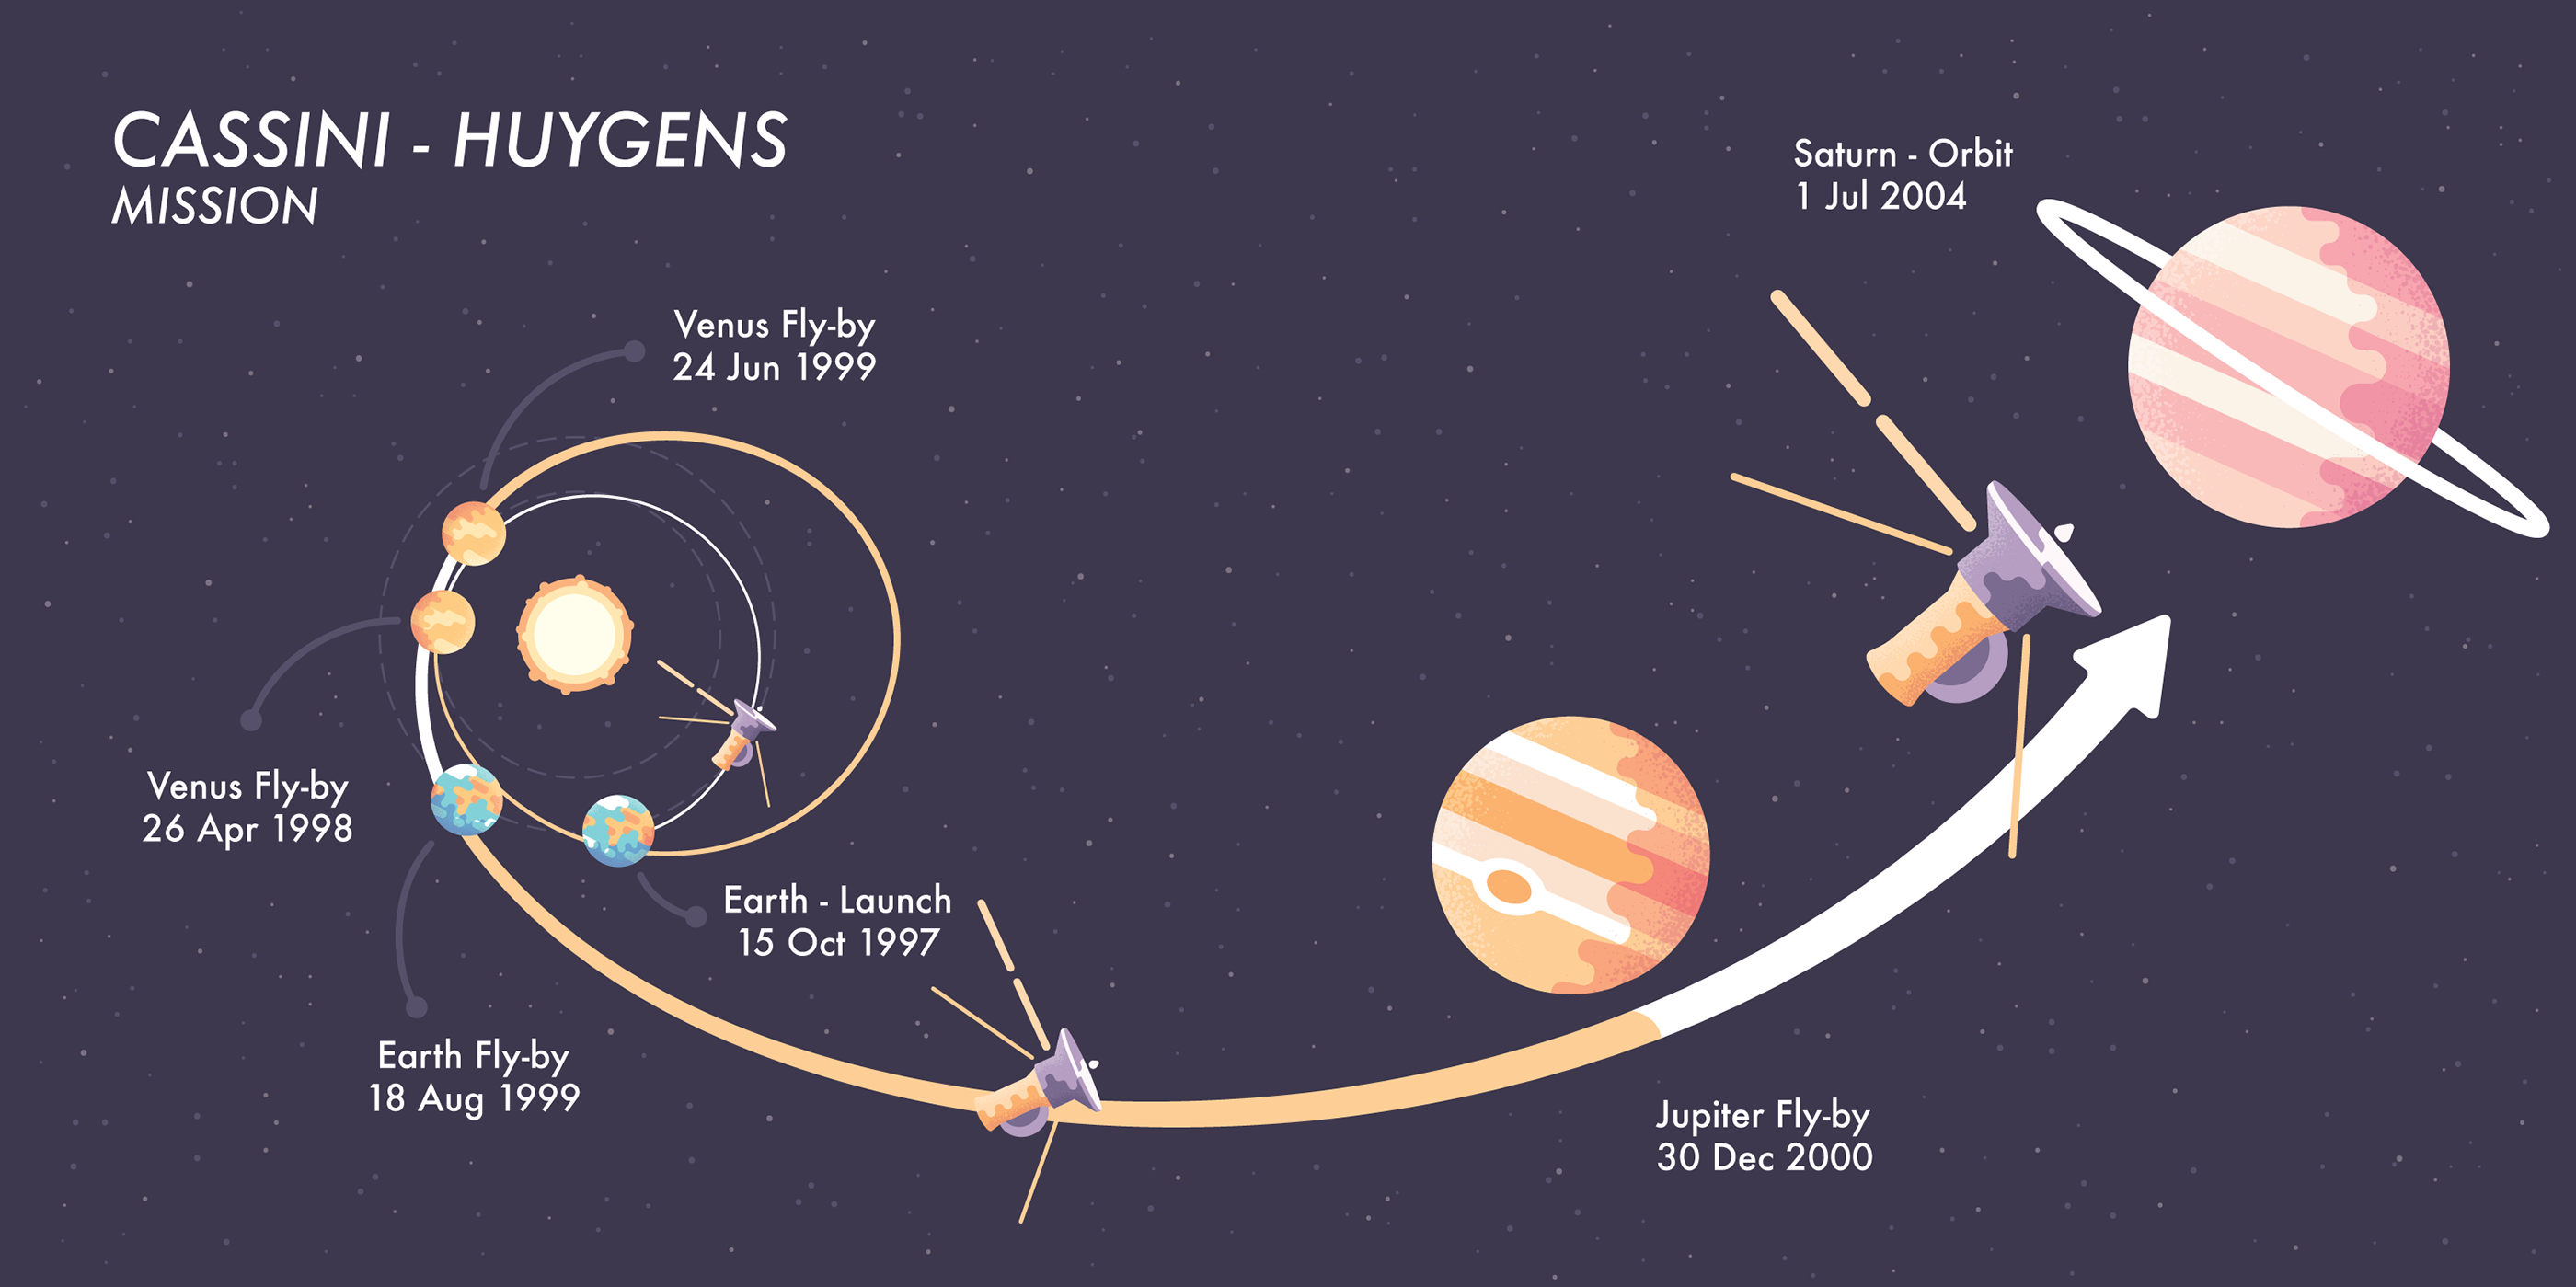 CASSINI - HUYGENS
MISSION
Saturn - Orbit
1 Jul 2004
Venus Fly-by
24 Jun 1999
Venus Fly-by
26 Apr 1998
Earth - Launch
15 Oct 1997
Earth Fly-by
18 Aug 1999
Jupiter Fly-by
30 Dec 2000